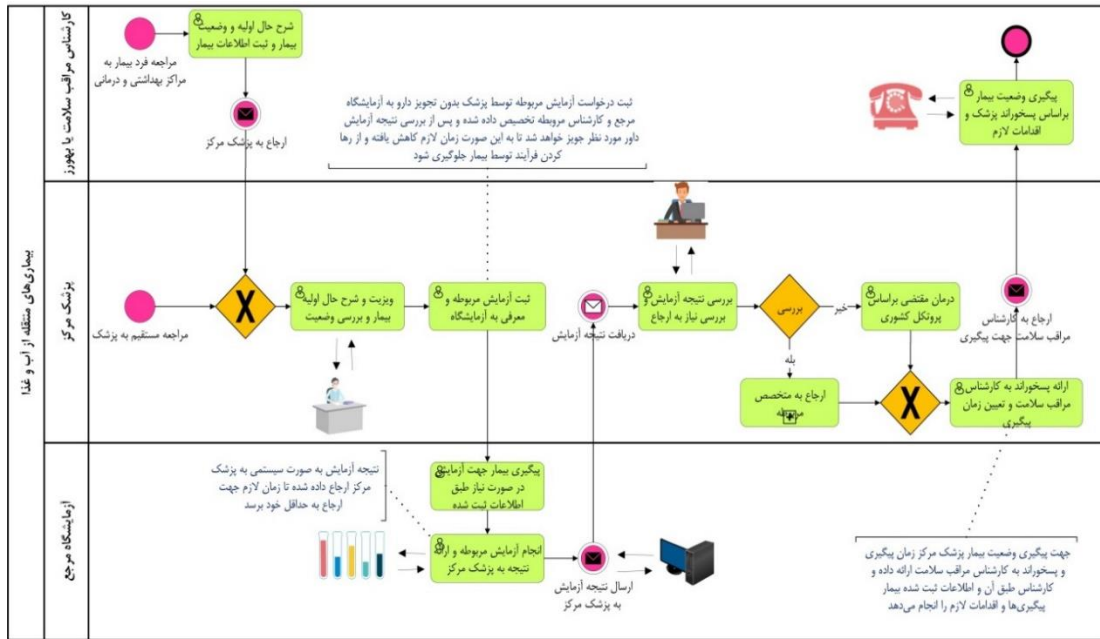 بیماری‌های منتقله از آب و غذا
کارشناس مراقب سلامت یا بهورز
مراجعه فرد بیمار به
مراکز بهداشتی و درمانی
شرح حال اولیه و وضعیت
بیمار و ثبت اطلاعات بیمار
ارجاع به پزشک مرکز
ثبت درخواست آزمایش مربوطه توسط پزشک بدون تجویز دارو به آزمایشگاه
مرجع و کارشناس مربوطه تخصیص داده شده و پس از بررسی نتیجه آزمایش
داور مورد نظر جویز خواهد شد تا به این صورت زمان لازم کاهش یافته و از رها
کردن فرآیند توسط بیمار جلوگیری شود
پیگیری وضعیت بیمار
براساس پسخوراند پزشک و
اقدامات لازم
پزشک مرکز
مراجعه مستقیم به پزشک
ویزیت و شرح حال اولیه
بیمار و بررسی وضعیت
ثبت آزمایش مربوطه و
معرفی به آزمایشگاه
دریافت نتیجه آزمایش
بررسی نتیجه آزمایش و
بررسی نیاز به ارجاع
بررسی
خیر
بله
درمان مقتضی براساس
پروتکل کشوری
ارجاع به متخصص
مربوطه
ارائه پسخوراند به کارشناس
مراقب سلامت و تعیین زمان
پیگیری
ارجاع به کارشناس
مراقب سلامت جهت پیگیری
آزمایشگاه مرجع
نتیجه آزمایش به صورت سیستمی به پزشک
مرکز ارجاع داده شده تا زمان لازم جهت
ارجاع به حداقل خود برسد
پیگیری بیمار جهت آزمایش
در صورت نیاز طبق
اطلاعات ثبت شده
انجام آزمایش مربوطه و ارائه
نتیجه به پزشک مرکز
ارسال نتیجه آزمایش
به پزشک مرکز
جهت پیگیری وضعیت بیمار پزشک مرکز زمان پیگیری
و پسخوراند به کارشناس مراقب سلامت ارائه داده و
کارشناس طبق آن و اطلاعات ثبت شده بیمار
پیگیری‌ها و اقدامات لازم را انجام می‌دهد